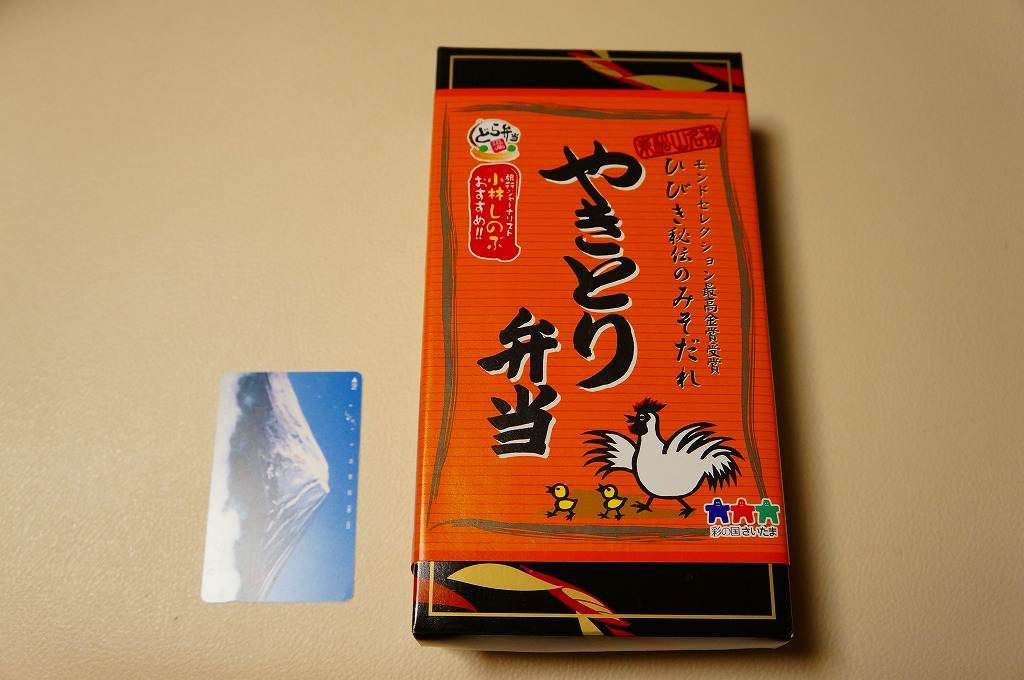 東松山名物
モンドセレクション最高金賞受賞
ひびき秘伝のみそだれ
やきとり
弁当
どら弁当
旅行ジャーナリスト
小林しのぶ
おすすめ!!
彩の国さいたま